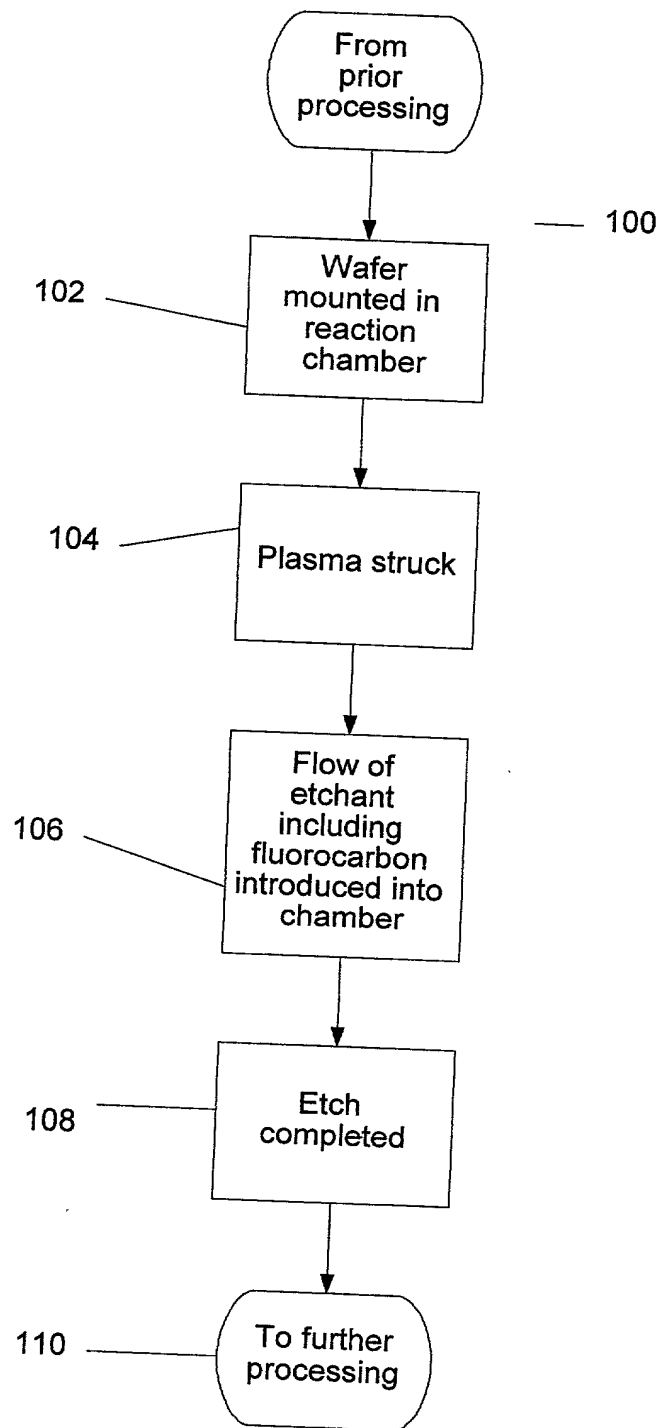 From
prior
processing
100
102
Wafer
mounted in
reaction
chamber
104
Plasma struck
106
Flow of
etchant
including
fluorocarbon
introduced into
chamber
108
Etch
completed
110
To further
processing